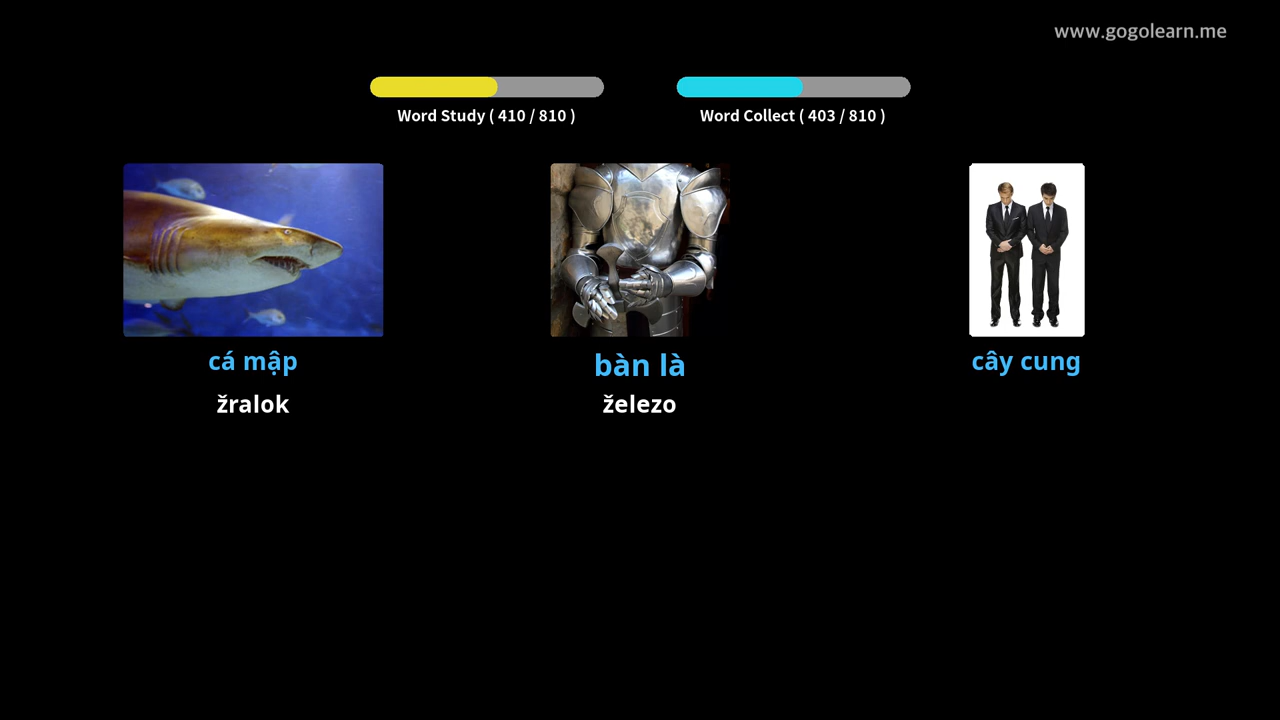 www.gogolearn.me
Word Study ( 410 / 810 )
Word Collect ( 403 / 810 )
cá mập
bàn là
cây cung
žralok
železo